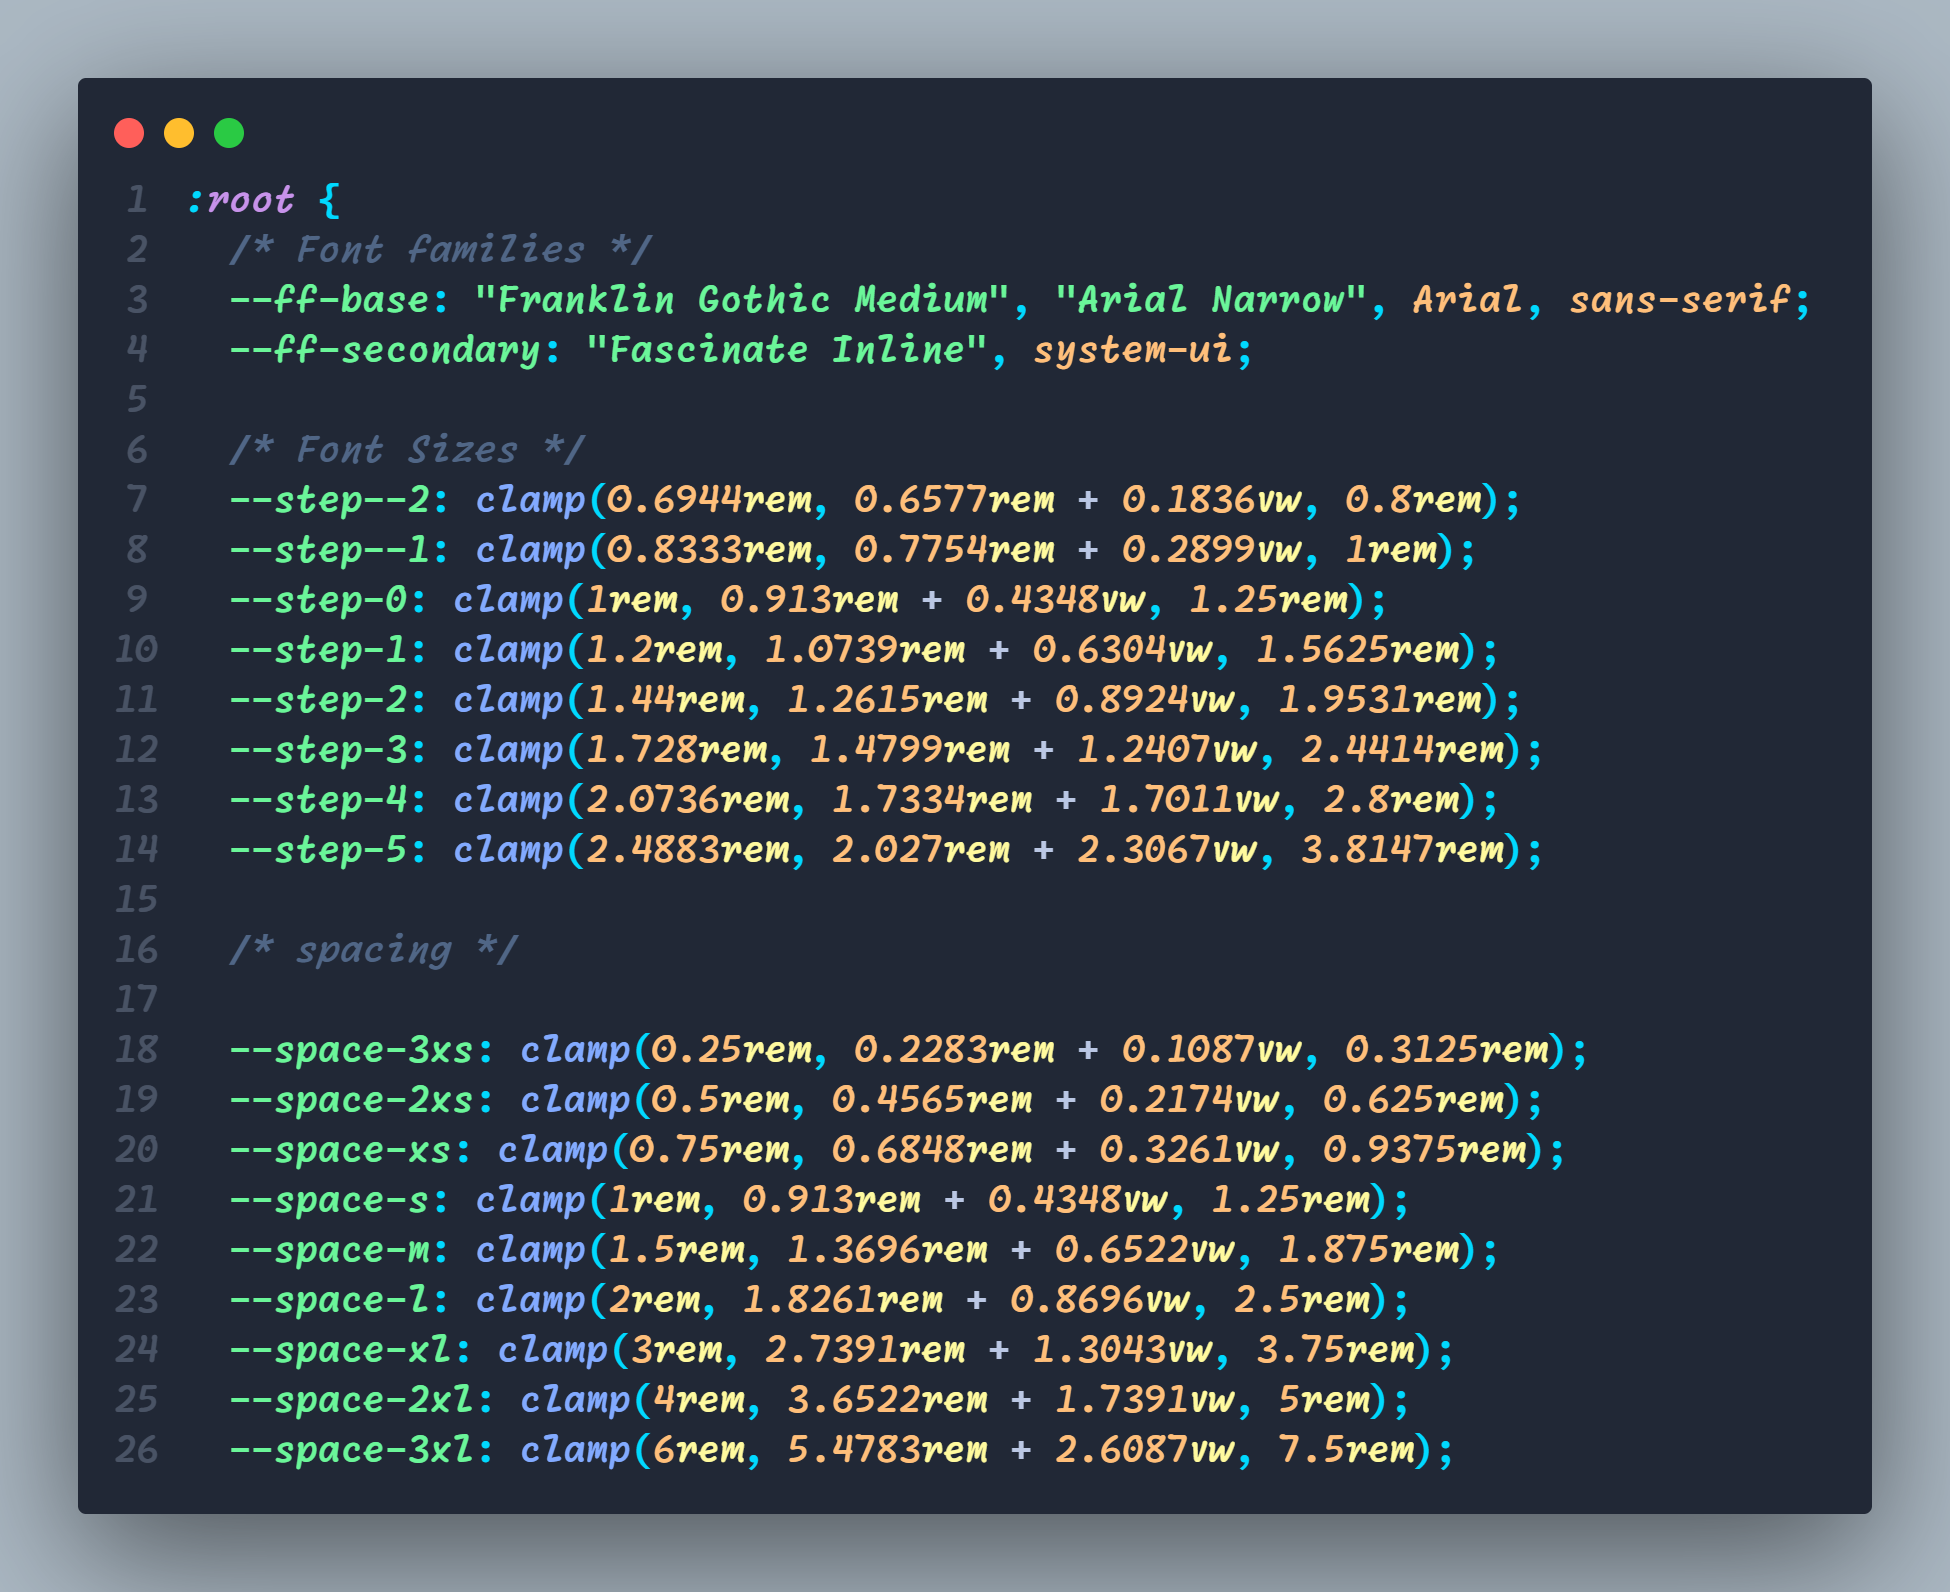 1 :root {
2   /* Font families */
3   --ff-base: "Franklin Gothic Medium", "Arial Narrow", Arial, sans-serif;
4   --ff-secondary: "Fascinate Inline", system-ui;
5
6   /* Font Sizes */
7   --step--2: clamp(0.6944rem, 0.6577rem + 0.1836vw, 0.8rem);
8   --step--1: clamp(0.8333rem, 0.7754rem + 0.2899vw, 1rem);
9   --step-0: clamp(1rem, 0.913rem + 0.4348vw, 1.25rem);
10   --step-1: clamp(1.2rem, 1.0739rem + 0.6304vw, 1.5625rem);
11   --step-2: clamp(1.44rem, 1.2615rem + 0.8924vw, 1.9531rem);
12   --step-3: clamp(1.728rem, 1.4799rem + 1.2407vw, 2.4414rem);
13   --step-4: clamp(2.0736rem, 1.7334rem + 1.7011vw, 2.8rem);
14   --step-5: clamp(2.4883rem, 2.027rem + 2.3067vw, 3.8147rem);
15
16   /* spacing */
17
18   --space-3xs: clamp(0.25rem, 0.2283rem + 0.1087vw, 0.3125rem);
19   --space-2xs: clamp(0.5rem, 0.4565rem + 0.2174vw, 0.625rem);
20   --space-xs: clamp(0.75rem, 0.6848rem + 0.3261vw, 0.9375rem);
21   --space-s: clamp(1rem, 0.913rem + 0.4348vw, 1.25rem);
22   --space-m: clamp(1.5rem, 1.3696rem + 0.6522vw, 1.875rem);
23   --space-l: clamp(2rem, 1.8261rem + 0.8696vw, 2.5rem);
24   --space-xl: clamp(3rem, 2.7391rem + 1.3043vw, 3.75rem);
25   --space-2xl: clamp(4rem, 3.6522rem + 1.7391vw, 5rem);
26   --space-3xl: clamp(6rem, 5.4783rem + 2.6087vw, 7.5rem);